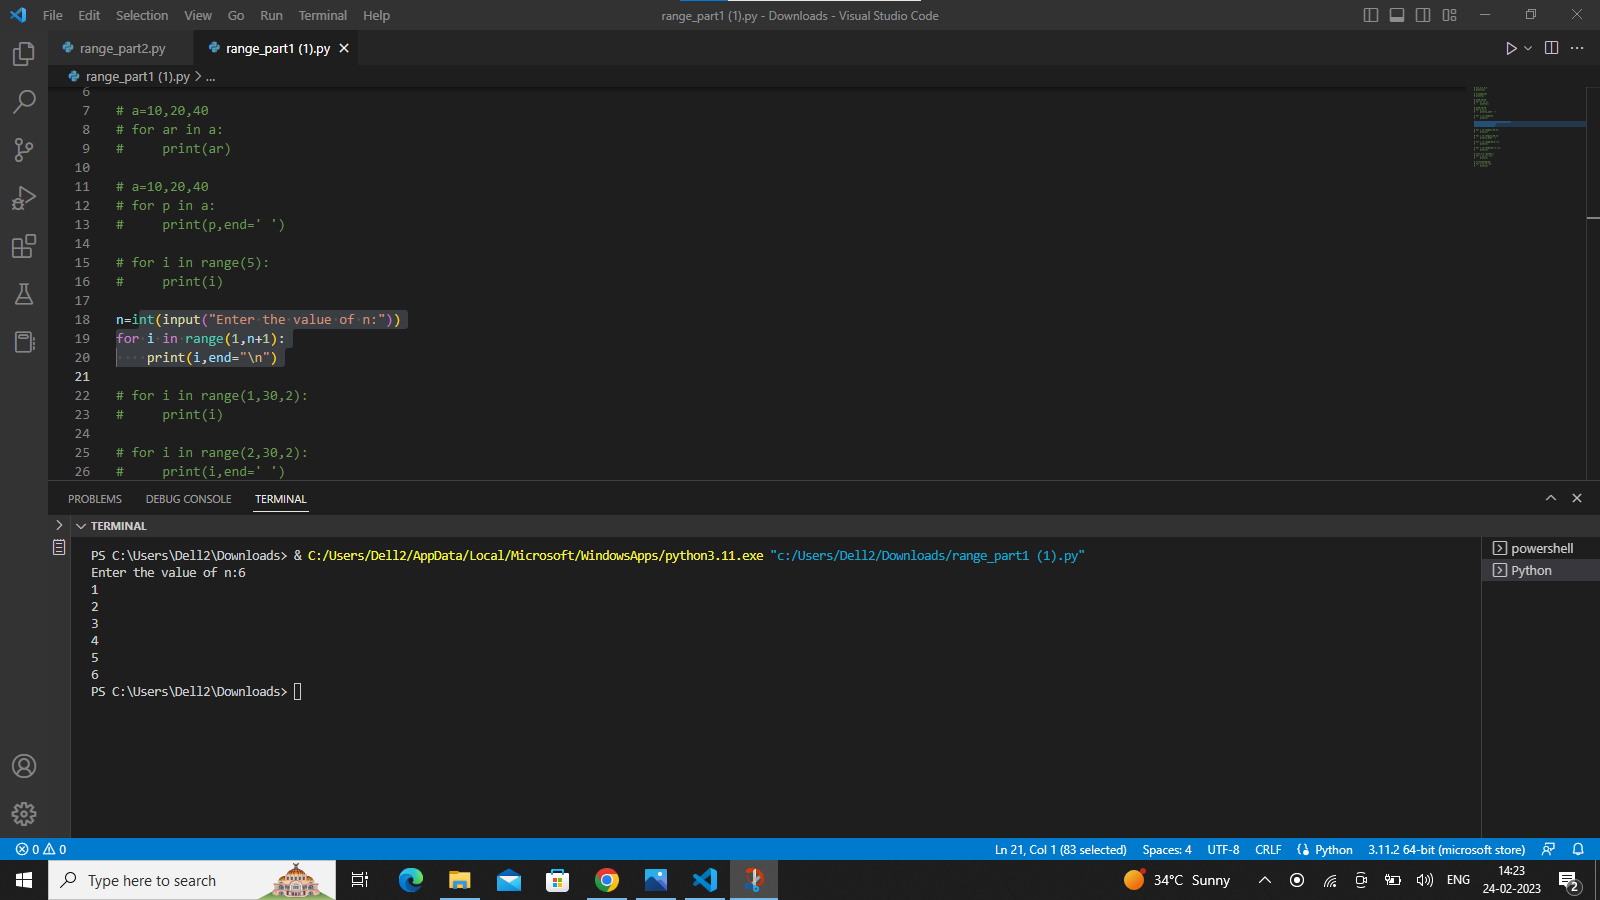 File Edit Selection View Go Run Terminal Help
range_part1 (1).py - Downloads - Visual Studio Code
range_part2.py
range_part1 (1).py
range_part1 (1).py > ...
6
7 # a=10,20,40
8 # for ar in a:
9 #     print(ar)
10
11 # a=10,20,40
12 # for p in a:
13 #     print(p,end=' ')
14
15 # for i in range(5):
16 #     print(i)
17
18 n=int(input("Enter the value of n:"))
19 for i in range(1,n+1):
20     print(i,end="\n")
21
22 # for i in range(1,30,2):
23 #     print(i)
24
25 # for i in range(2,30,2):
26 #     print(i,end=' ')
PROBLEMS DEBUG CONSOLE TERMINAL
TERMINAL
PS C:\Users\Dell2\Downloads> & C:/Users/Dell2/AppData/Local/Microsoft/WindowsApps/python3.11.exe "c:/Users/Dell2/Downloads/range_part1 (1).py"
Enter the value of n:6
1
2
3
4
5
6
PS C:\Users\Dell2\Downloads>
powershell
Python
0 0
Ln 21, Col 1 (83 selected) Spaces: 4 UTF-8 CRLF Python 3.11.2 64-bit (microsoft store)
Type here to search
34°C Sunny
ENG
14:23
24-02-2023
2